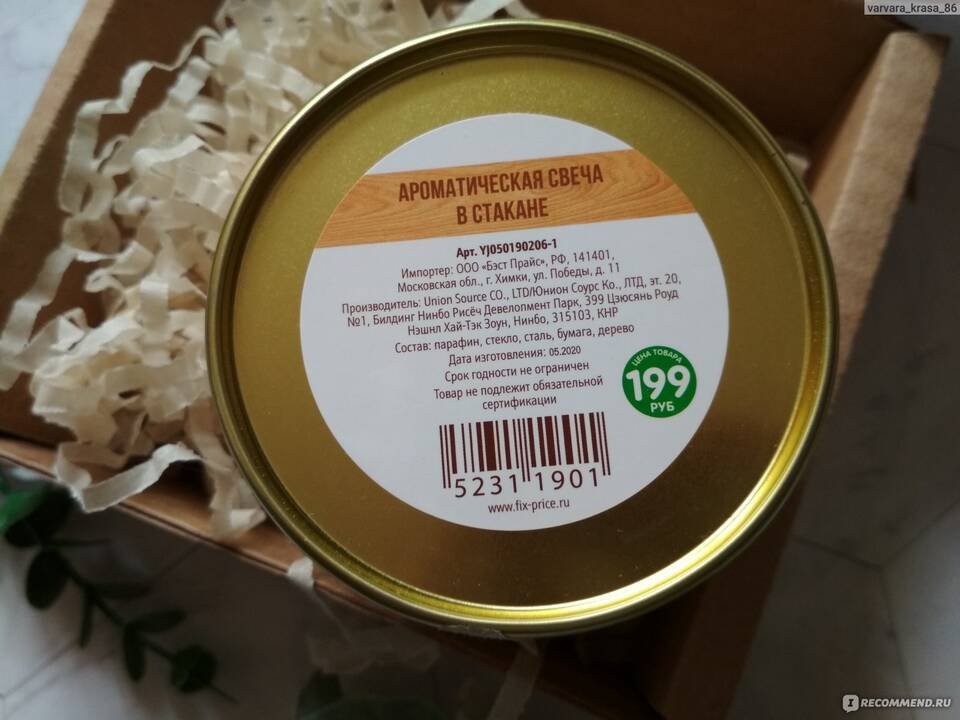 varvara_krasa_86
АРОМАТИЧЕСКАЯ СВЕЧА
В СТАКАНЕ
Арт. YJ050190206-1
Импортер: ООО «Бэст Прайс», РФ, 141401,
Московская обл., г. Химки, ул. Победы, д. 11
Производитель: Union Source CO., LTD/Юнион Соурс Ко., ЛТД, эт. 20,
№1, Билдинг Нинбо Рисёч Девелопмент Парк, 399 Цзюсянь Роуд
Нэшнл Хай-Тэк Зоун, Нинбо, 315103, КНР
Состав: парафин, стекло, сталь, бумага, дерево
Дата изготовления: 05.2020
Срок годности не ограничен
Товар не подлежит обязательной
сертификации
ЦЕНА ТОВАРА
199
РУБ
5231 1901
www.fix-price.ru
IRECOMMEND.RU